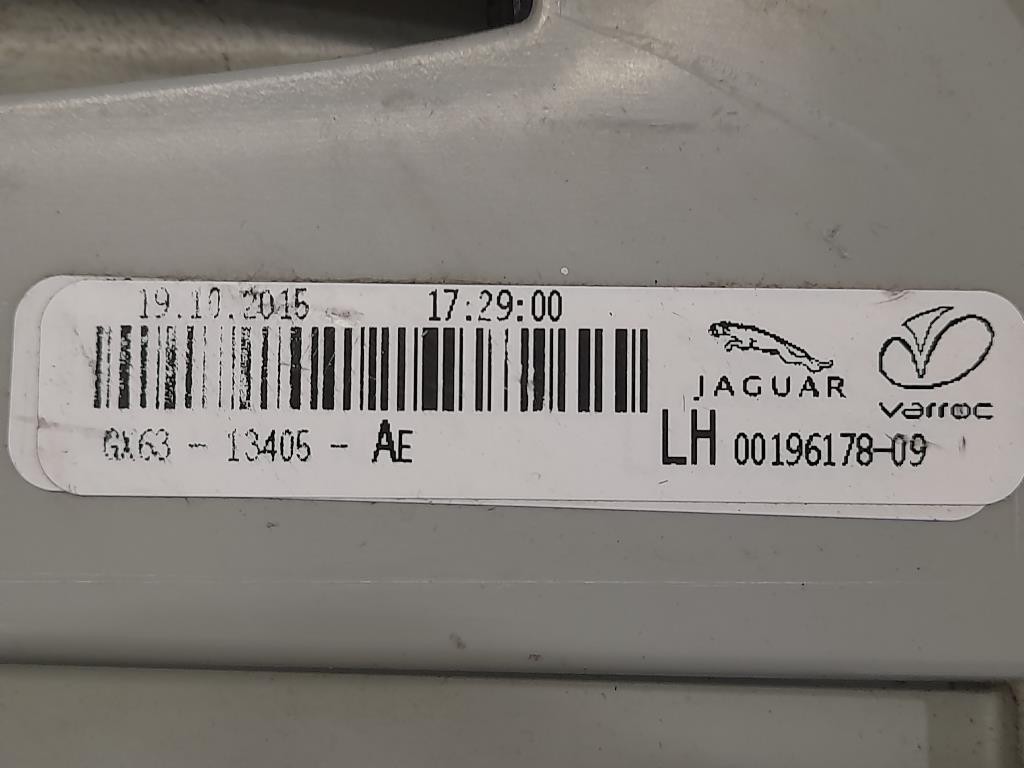 19.10.2015 17:29:00
JAGUAR
varroc
GX63 - 13405 - AE
LH 00196178-09